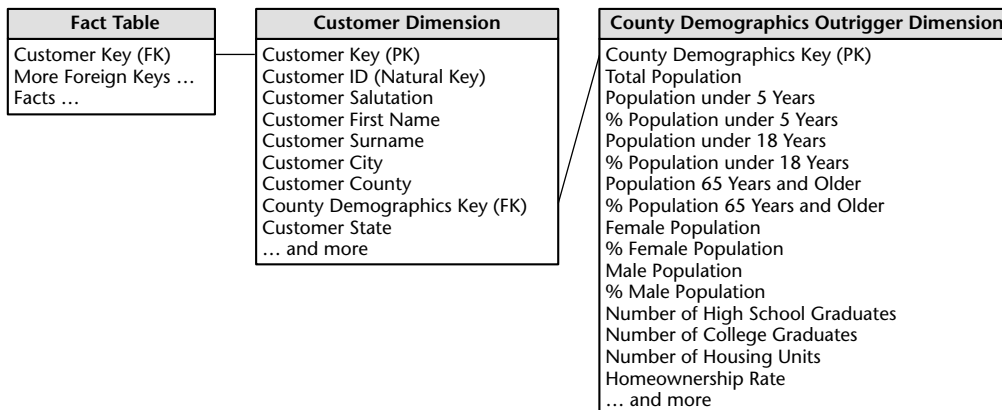 Fact Table
Customer Key (FK)
More Foreign Keys …
Facts …
Customer Dimension
Customer Key (PK)
Customer ID (Natural Key)
Customer Salutation
Customer First Name
Customer Surname
Customer City
Customer County
County Demographics Key (FK)
Customer State
… and more
County Demographics Outrigger Dimension
County Demographics Key (PK)
Total Population
Population under 5 Years
% Population under 5 Years
Population under 18 Years
% Population under 18 Years
Population 65 Years and Older
% Population 65 Years and Older
Female Population
% Female Population
Male Population
% Male Population
Number of High School Graduates
Number of College Graduates
Number of Housing Units
Homeownership Rate
… and more